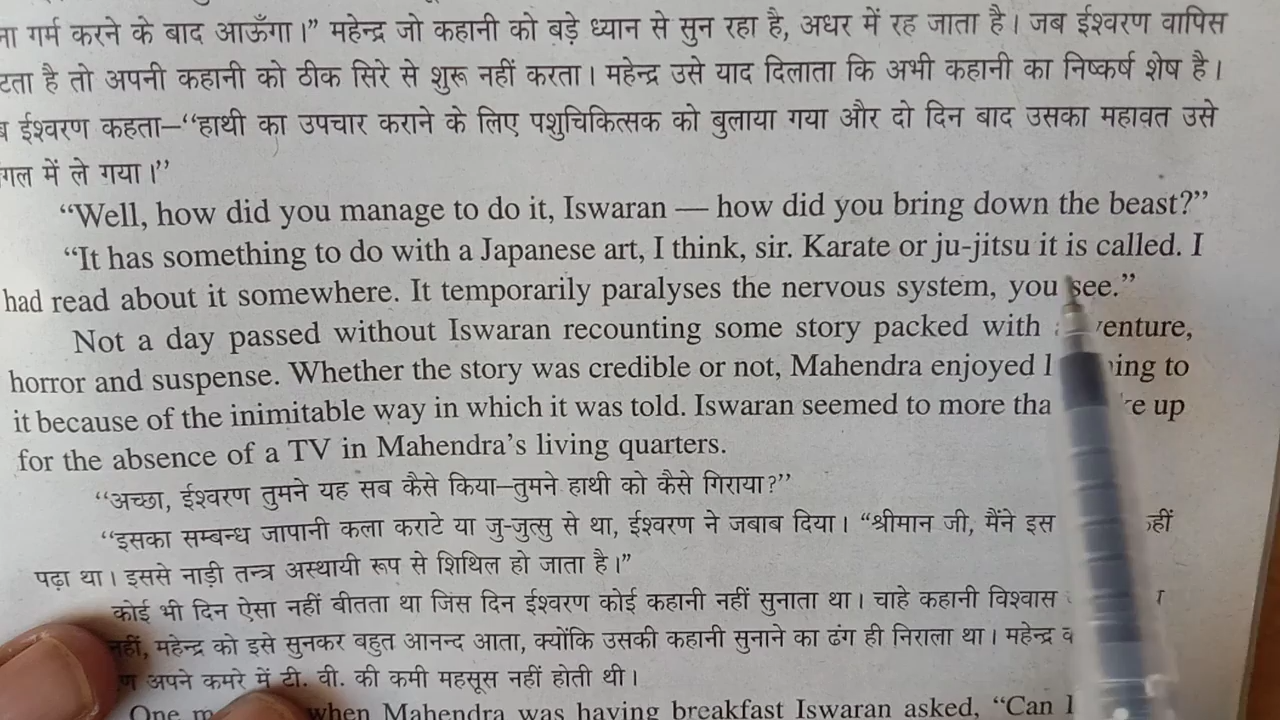 गर्म करने के बाद आऊँगा।” महेन्द्र जो कहानी को बड़े ध्यान से सुन रहा है, अधर में रह जाता है। जब ईश्वरण वापिस
है तो अपनी कहानी को ठीक सिरे से शुरू नहीं करता। महेन्द्र उसे याद दिलाता कि अभी कहानी का निष्कर्ष शेष है।
ईश्वरण कहता—“हाथी का उपचार कराने के लिए पशुचिकित्सक को बुलाया गया और दो दिन बाद उसका महावत उसे
में ले गया।”
“Well, how did you manage to do it, Iswaran — how did you bring down the beast?”
“It has something to do with a Japanese art, I think, sir. Karate or ju-jitsu it is called. I
had read about it somewhere. It temporarily paralyses the nervous system, you see.”
Not a day passed without Iswaran recounting some story packed with
horror and suspense. Whether the story was credible or not, Mahendra enjoyed to
it because of the inimitable way in which it was told. Iswaran seemed to more up
for the absence of a TV in Mahendra’s living quarters.
“अच्छा, ईश्वरण तुमने यह सब कैसे किया—तुमने हाथी को कैसे गिराया?”
“इसका सम्बन्ध जापानी कला कराटे या जु-जुत्सु से था, ईश्वरण ने जबाब दिया। “श्रीमान जी, मैंने इस
पढ़ा था। इससे नाड़ी तन्त्र अस्थायी रूप से शिथिल हो जाता है।”
कोई भी दिन ऐसा नहीं बीतता था जिस दिन ईश्वरण कोई कहानी नहीं सुनाता था। चाहे कहानी विश्वास
नहीं, महेन्द्र को इसे सुनकर बहुत आनन्द आता, क्योंकि उसकी कहानी सुनाने का ढंग ही निराला था। महेन्द्र
अपने कमरे में टी. वी. की कमी महसूस नहीं होती थी।
One when Mahendra was having breakfast Iswaran asked, “Can I